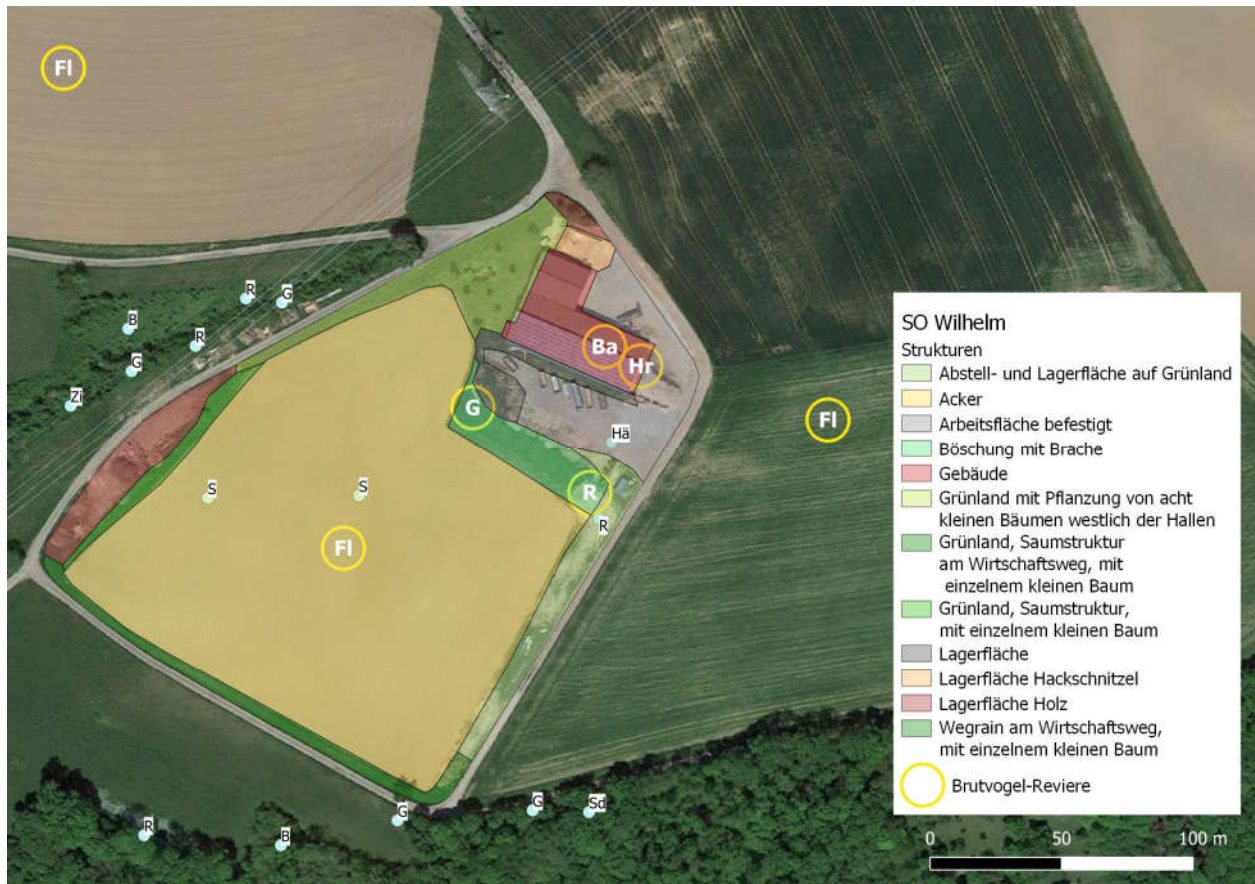 Fl
R
G
B
R
G
Zi
Ba
Hr
G
Fl
Hä
S
S
R
R
Fl
G
G
Sd
R
B
SO Wilhelm
Strukturen
Abstell- und Lagerfläche auf Grünland
Acker
Arbeitsfläche befestigt
Böschung mit Brache
Gebäude
Grünland mit Pflanzung von acht
kleinen Bäumen westlich der Hallen
Grünland, Saumstruktur
am Wirtschaftsweg, mit
einzelnem kleinen Baum
Grünland, Saumstruktur,
mit einzelnem kleinen Baum
Lagerfläche
Lagerfläche Hackschnitzel
Lagerfläche Holz
Wegrain am Wirtschaftsweg,
mit einzelnem kleinen Baum
Brutvogel-Reviere
0 50 100 m